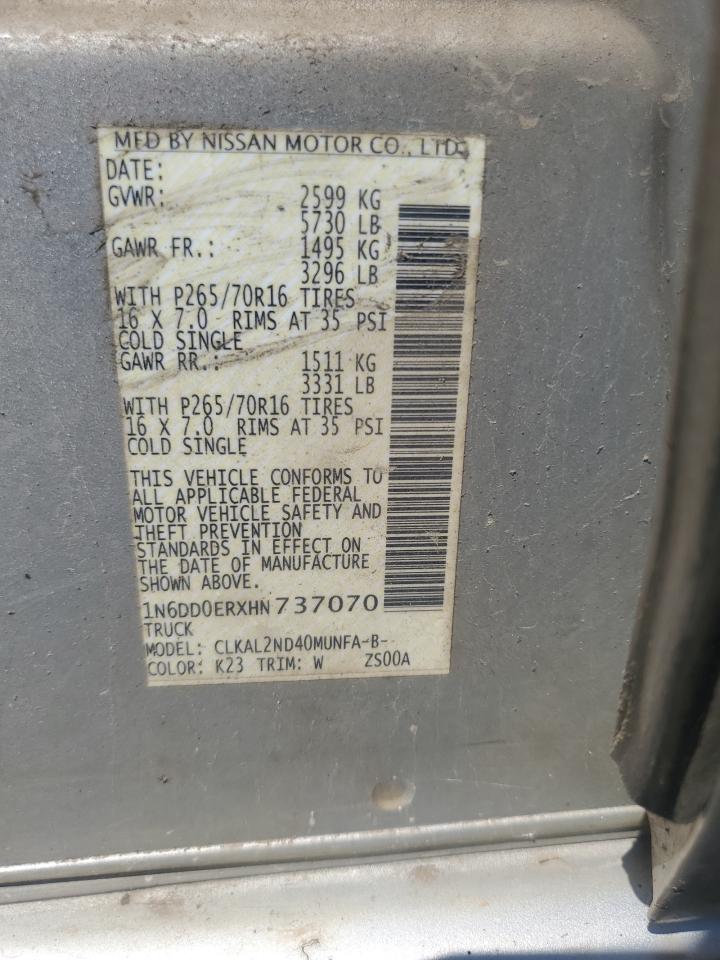 MFD BY NISSAN MOTOR CO., LTD.
DATE:
GVWR: 2599 KG
5730 LB
GAWR FR.: 1495 KG
3296 LB
WITH P265/70R16 TIRES
16 X 7.0 RIMS AT 35 PSI
COLD SINGLE
GAWR RR.: 1511 KG
3331 LB
WITH P265/70R16 TIRES
16 X 7.0 RIMS AT 35 PSI
COLD SINGLE
THIS VEHICLE CONFORMS TO
ALL APPLICABLE FEDERAL
MOTOR VEHICLE SAFETY AND
THEFT PREVENTION
STANDARDS IN EFFECT ON
THE DATE OF MANUFACTURE
SHOWN ABOVE.
1N6DD0ERXHN737070
TRUCK
MODEL: CLKAL2ND40MUNFA-B-
COLOR: K23 TRIM: W ZS00A